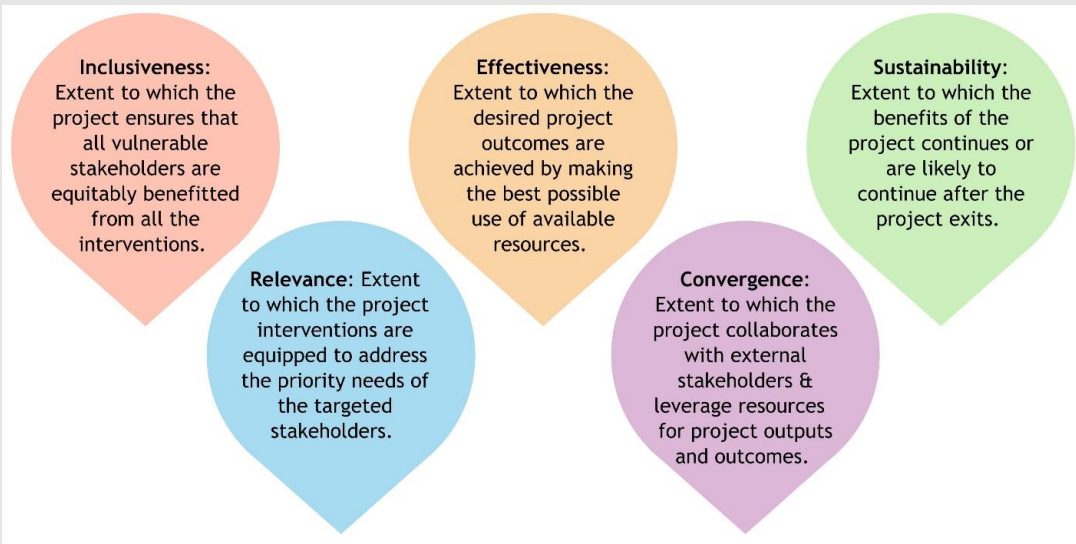 Inclusiveness:
Extent to which the
project ensures that
all vulnerable
stakeholders are
equitably benefitted
from all the
interventions.
Relevance: Extent
to which the project
interventions are
equipped to address
the priority needs of
the targeted
stakeholders.
Effectiveness:
Extent to which the
desired project
outcomes are
achieved by making
the best possible
use of available
resources.
Convergence:
Extent to which the
project collaborates
with external
stakeholders &
leverage resources
for project outputs
and outcomes.
Sustainability:
Extent to which the
benefits of the
project continues or
are likely to
continue after the
project exits.